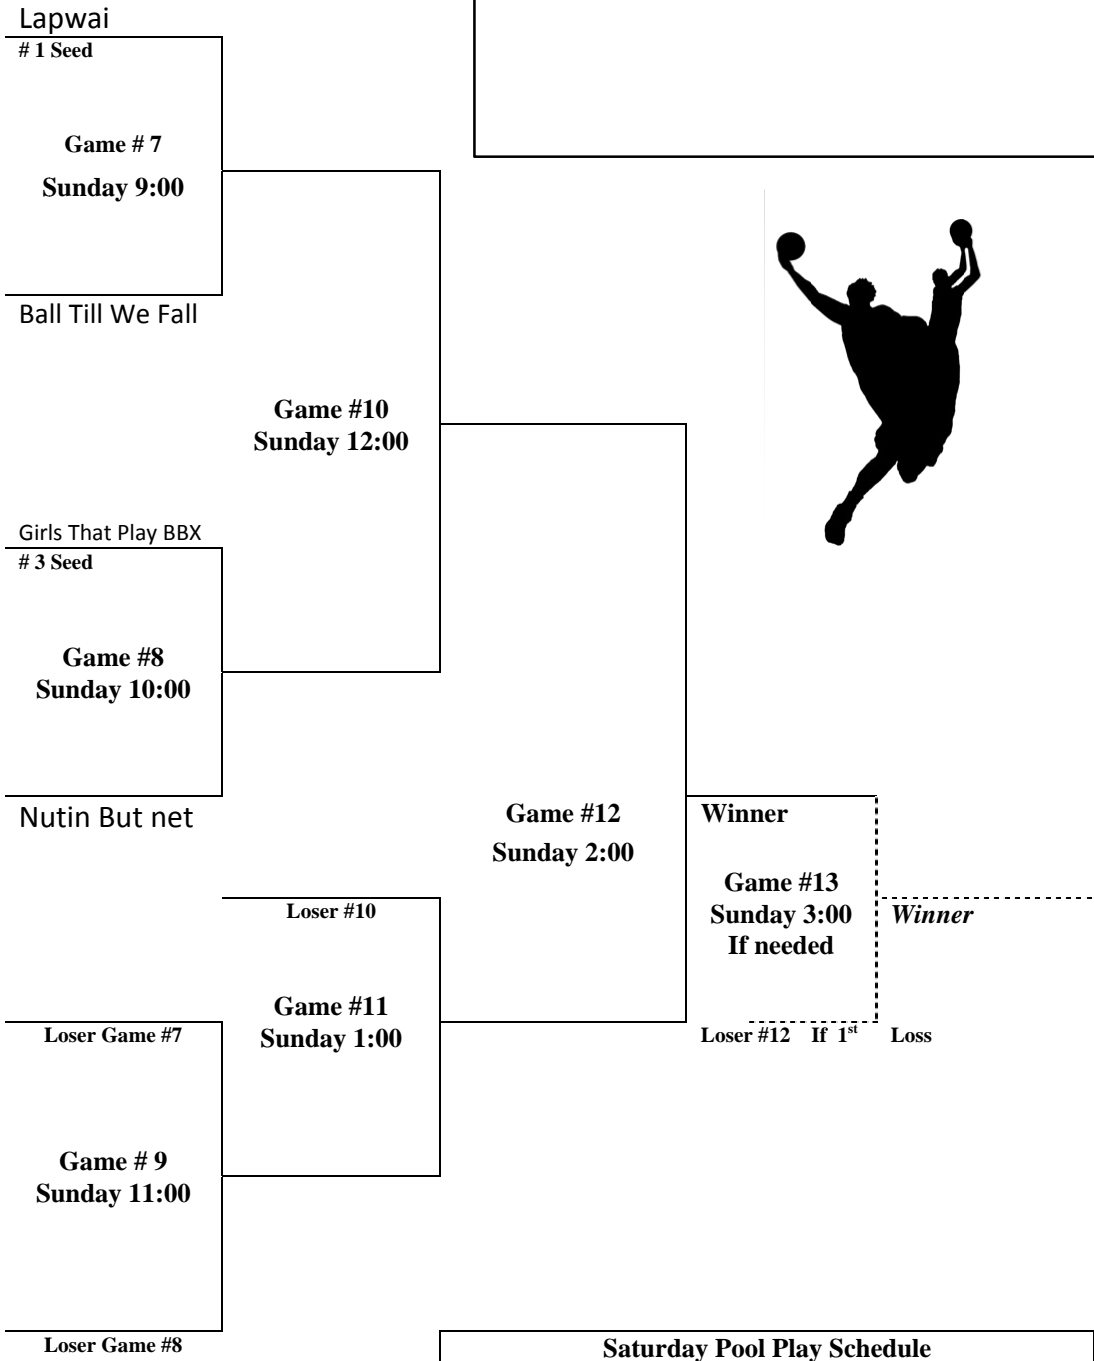 Lapwai
# 1 Seed
Game # 7
Sunday 9:00
Ball Till We Fall
Game #10
Sunday 12:00
Girls That Play BBX
# 3 Seed
Game #8
Sunday 10:00
Nutin But net
Game #12
Sunday 2:00
Winner
Game #13
Sunday 3:00
If needed
Winner
Loser #12 If 1st Loss
Loser #10
Game #11
Sunday 1:00
Loser Game #7
Game # 9
Sunday 11:00
Loser Game #8
Saturday Pool Play Schedule